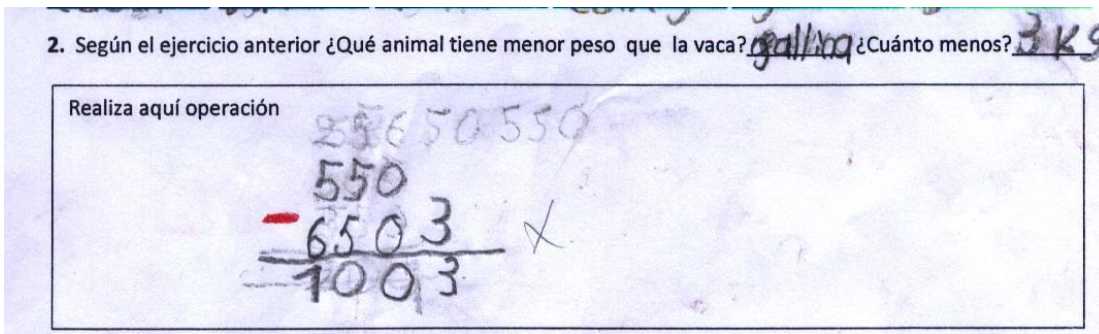 2. Según el ejercicio anterior ¿Qué animal tiene menor peso que la vaca? gallina ¿Cuánto menos? 3 KG
Realiza aquí operación
25650550
550
- 6503 X
1003